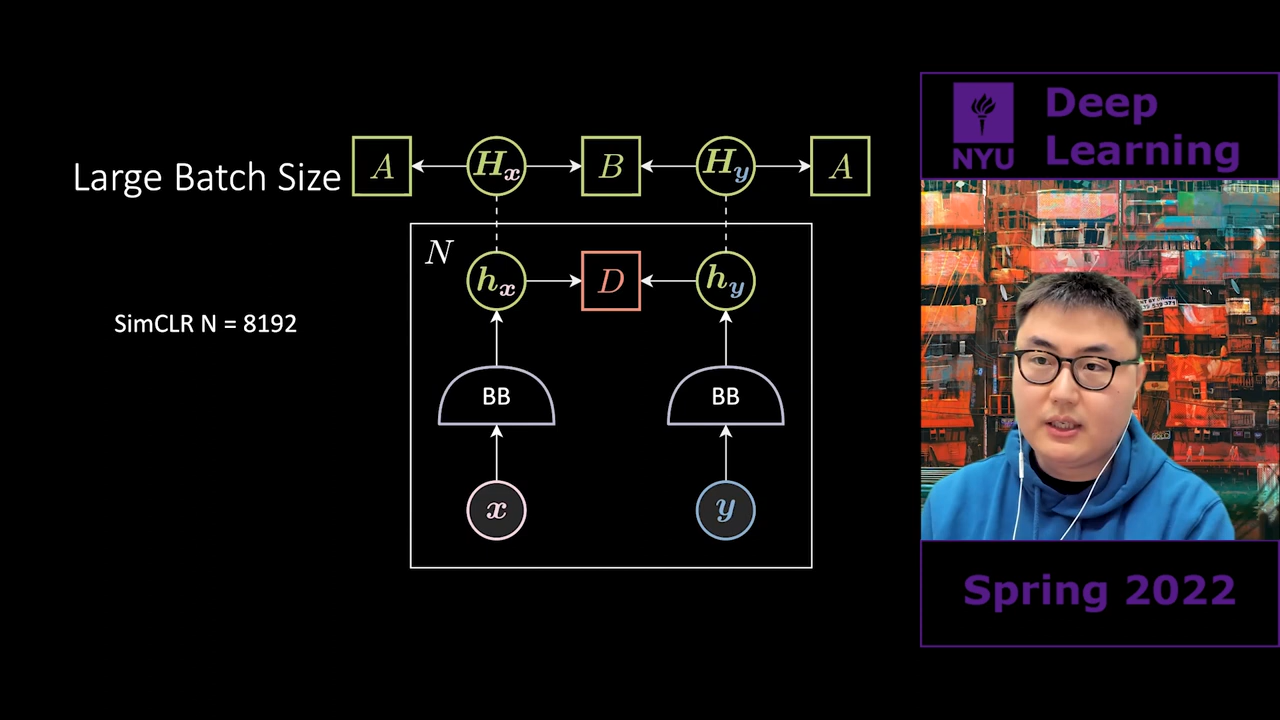 Large Batch Size
A
Hx
B
Hy
A
N
hx
D
hy
SimCLR N = 8192
BB
BB
x
y
NYU
Deep
Learning
Spring 2022